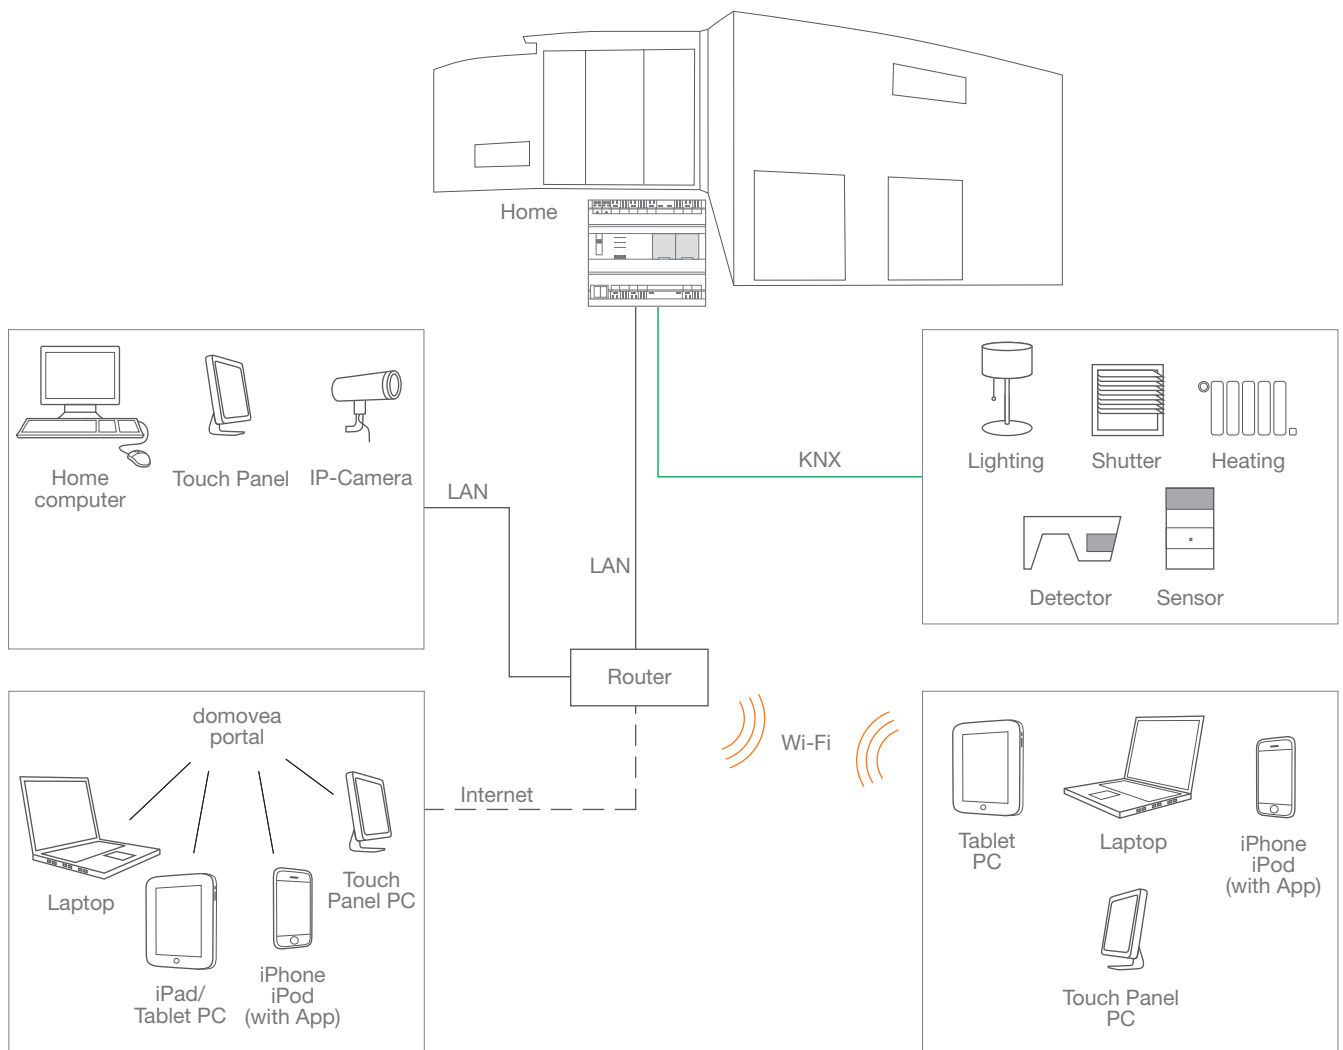 Home
Home
computer
Touch Panel
IP-Camera
LAN
KNX
Lighting
Shutter
Heating
Detector
Sensor
LAN
Router
domovea
portal
Laptop
iPad/
Tablet PC
iPhone
iPod
(with App)
Touch
Panel PC
Internet
Wi-Fi
Tablet
PC
Laptop
iPhone
iPod
(with App)
Touch Panel
PC